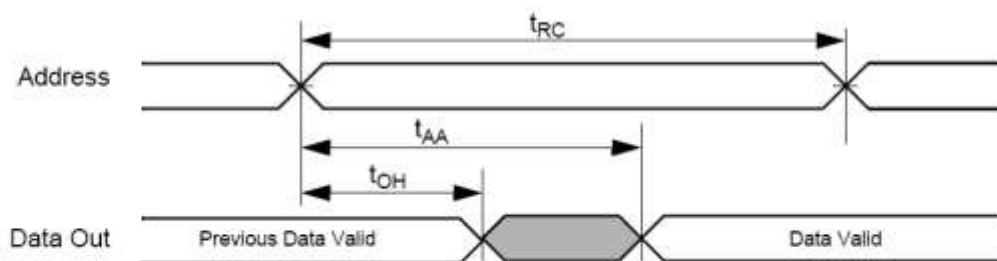 tRC
Address
tAA
tOH
Data Out
Previous Data Valid
Data Valid